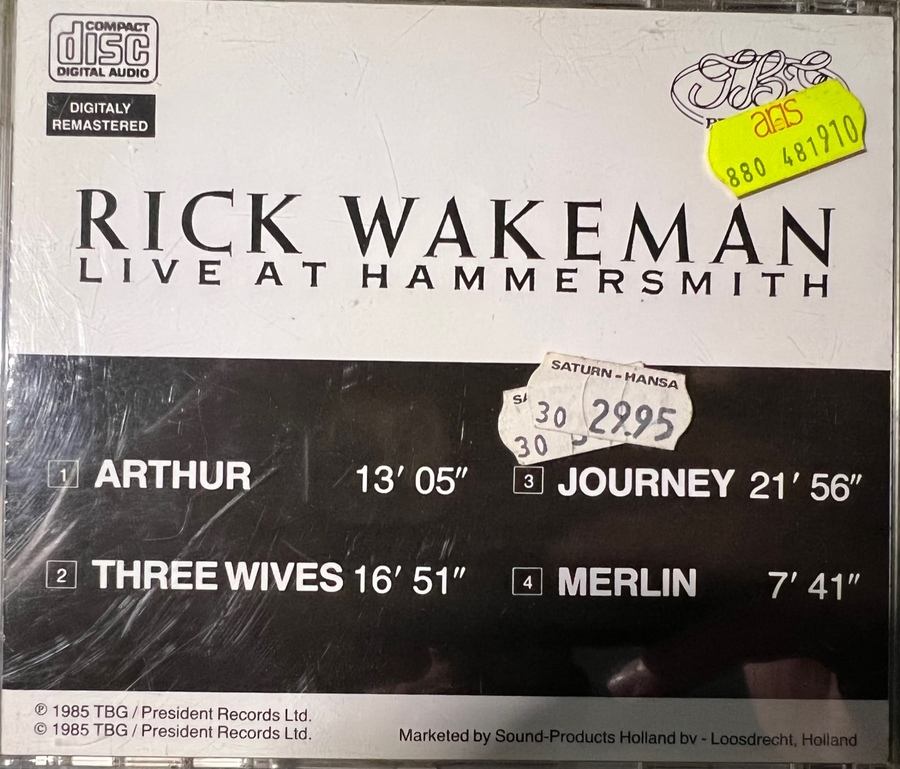 COMPACT
disc
DIGITAL AUDIO
DIGITALY
REMASTERED
TBG
aris
880 481910
RICK WAKEMAN
LIVE AT HAMMERSMITH
SATURN-HANSA
30 29.95
30
1 ARTHUR 13' 05"
2 THREE WIVES 16' 51"
3 JOURNEY 21' 56"
4 MERLIN 7' 41"
℗ 1985 TBG / President Records Ltd.
© 1985 TBG / President Records Ltd.
Marketed by Sound-Products Holland bv - Loosdrecht, Holland